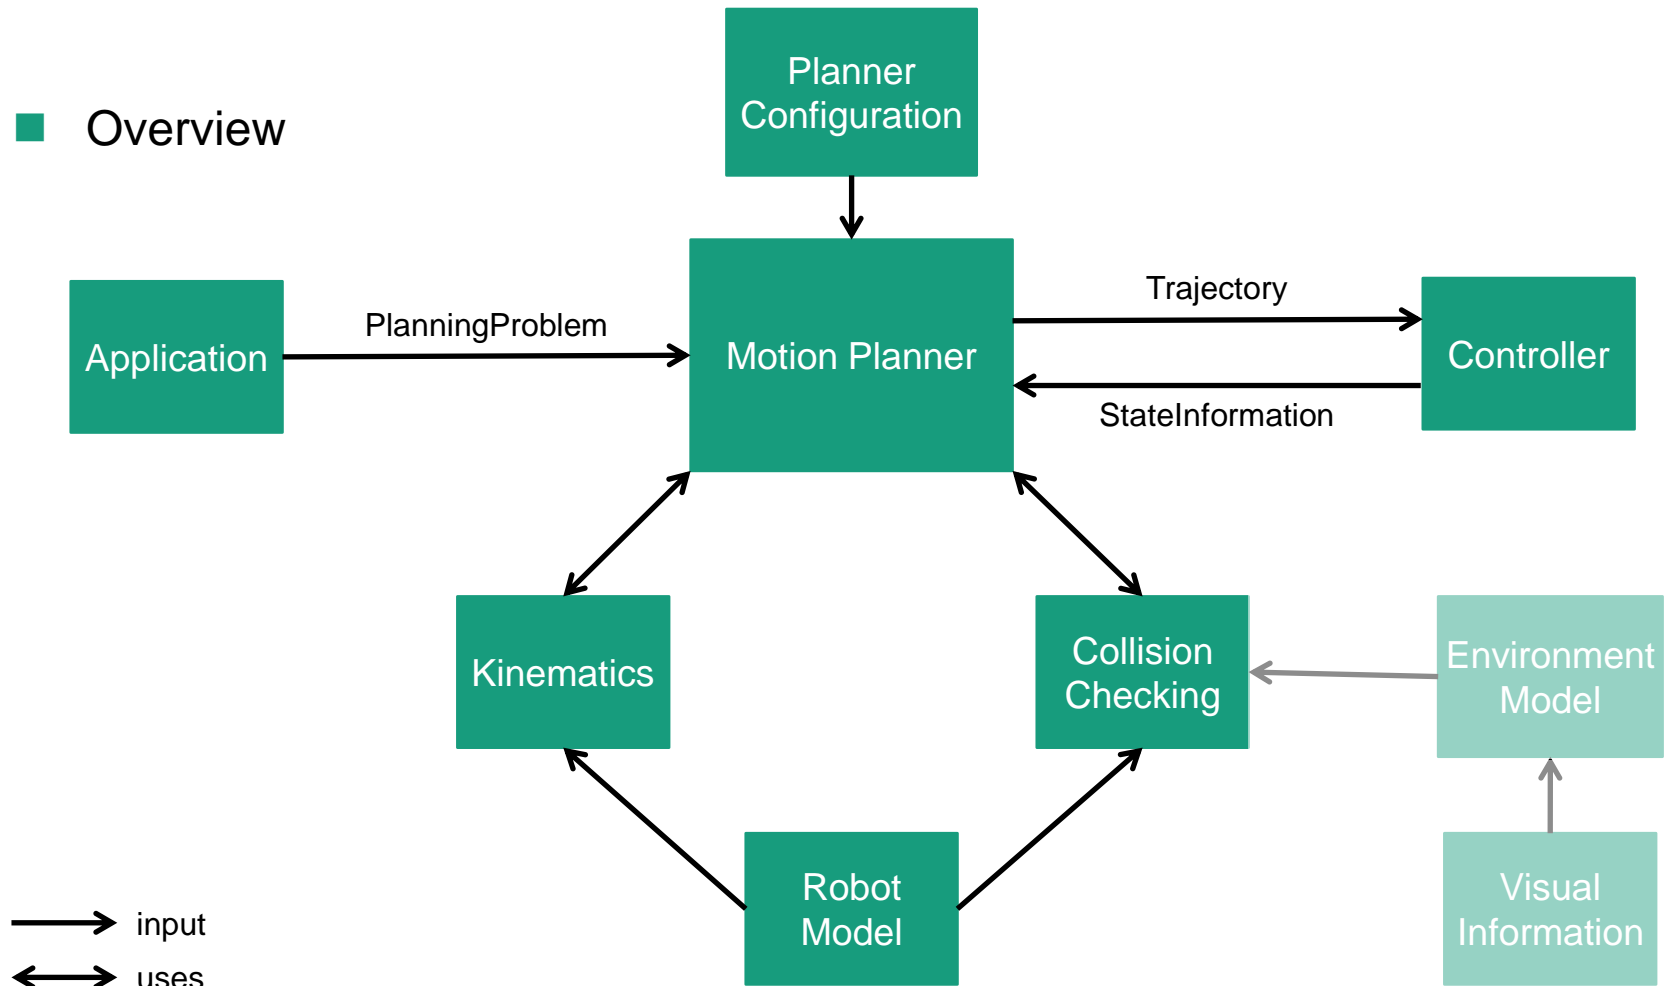 Overview
Planner
Configuration
Application
PlanningProblem
Motion Planner
Trajectory
StateInformation
Controller
Kinematics
Collision
Checking
Environment
Model
Robot
Model
Visual
Information
input
uses